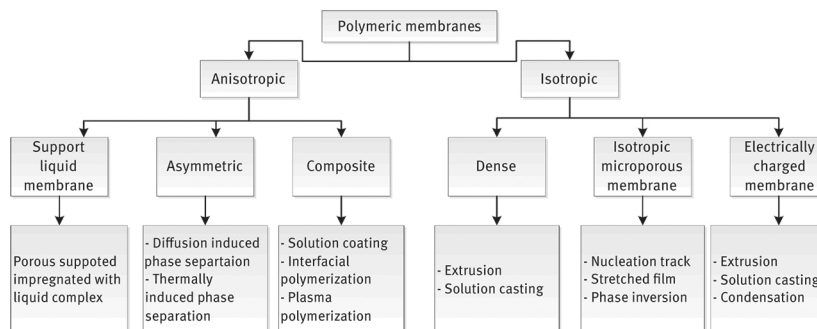 Polymeric membranes
Anisotropic
Isotropic
Support
liquid
membrane
Asymmetric
Composite
Dense
Isotropic
microporous
membrane
Electrically
charged
membrane
Porous suppoted
impregnated with
liquid complex
- Diffusion induced
phase separtaion
- Thermally
induced phase
separation
- Solution coating
- Interfacial
polymerization
- Plasma
polymerization
- Extrusion
- Solution casting
- Nucleation track
- Stretched film
- Phase inversion
- Extrusion
- Solution casting
- Condensation